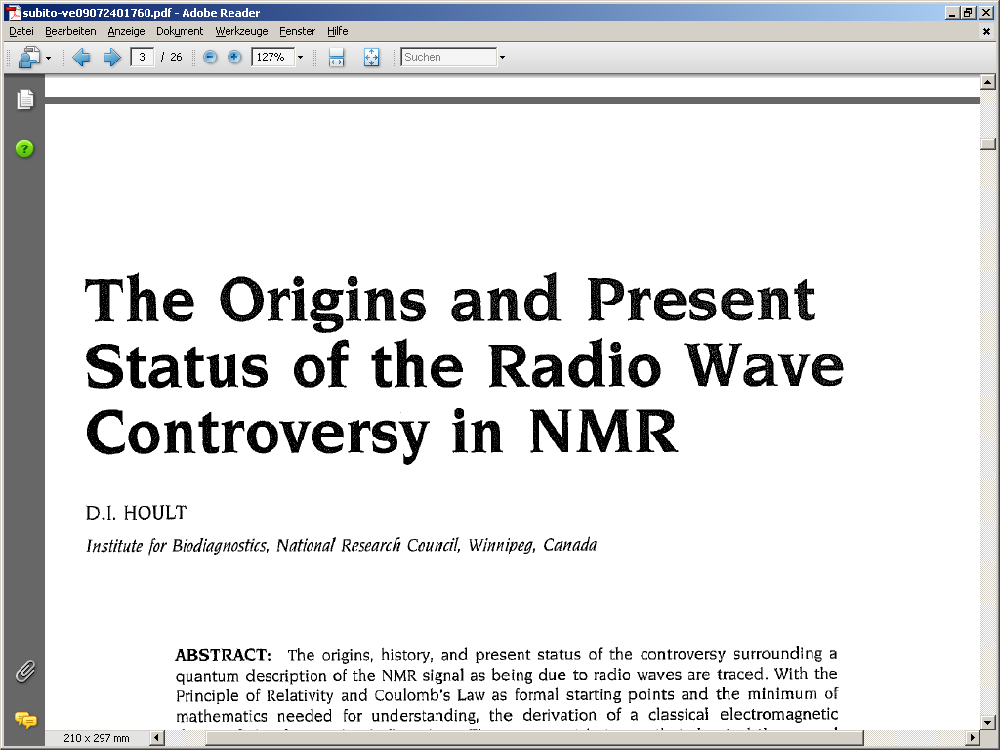 subito-ve09072401760.pdf - Adobe Reader
Datei Bearbeiten Anzeige Dokument Werkzeuge Fenster Hilfe
3 / 26 127% Suchen
The Origins and Present
Status of the Radio Wave
Controversy in NMR
D.I. HOULT
Institute for Biodiagnostics, National Research Council, Winnipeg, Canada
ABSTRACT: The origins, history, and present status of the controversy surrounding a
quantum description of the NMR signal as being due to radio waves are traced. With the
Principle of Relativity and Coulomb's Law as formal starting points and the minimum of
mathematics needed for understanding, the derivation of a classical electromagnetic
210 x 297 mm